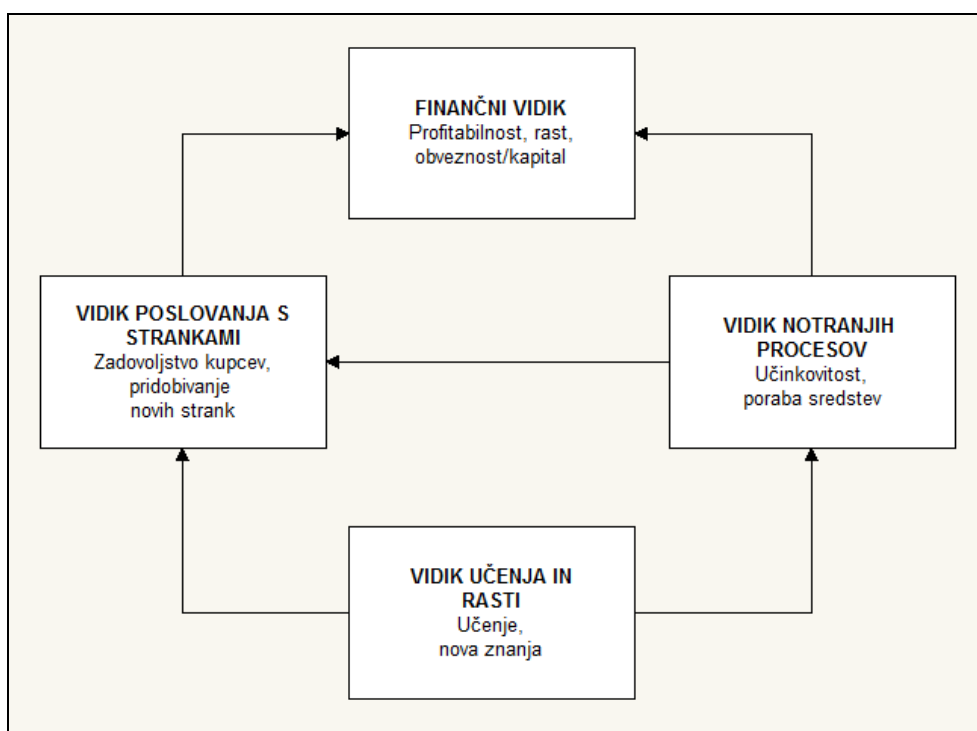 FINANČNI VIDIK
Profitabilnost, rast,
obveznost/kapital
VIDIK POSLOVANJA S
STRANKAMI
Zadovoljstvo kupcev,
pridobivanje
novih strank
VIDIK NOTRANJIH
PROCESOV
Učinkovitost,
poraba sredstev
VIDIK UČENJA IN
RASTI
Učenje,
nova znanja